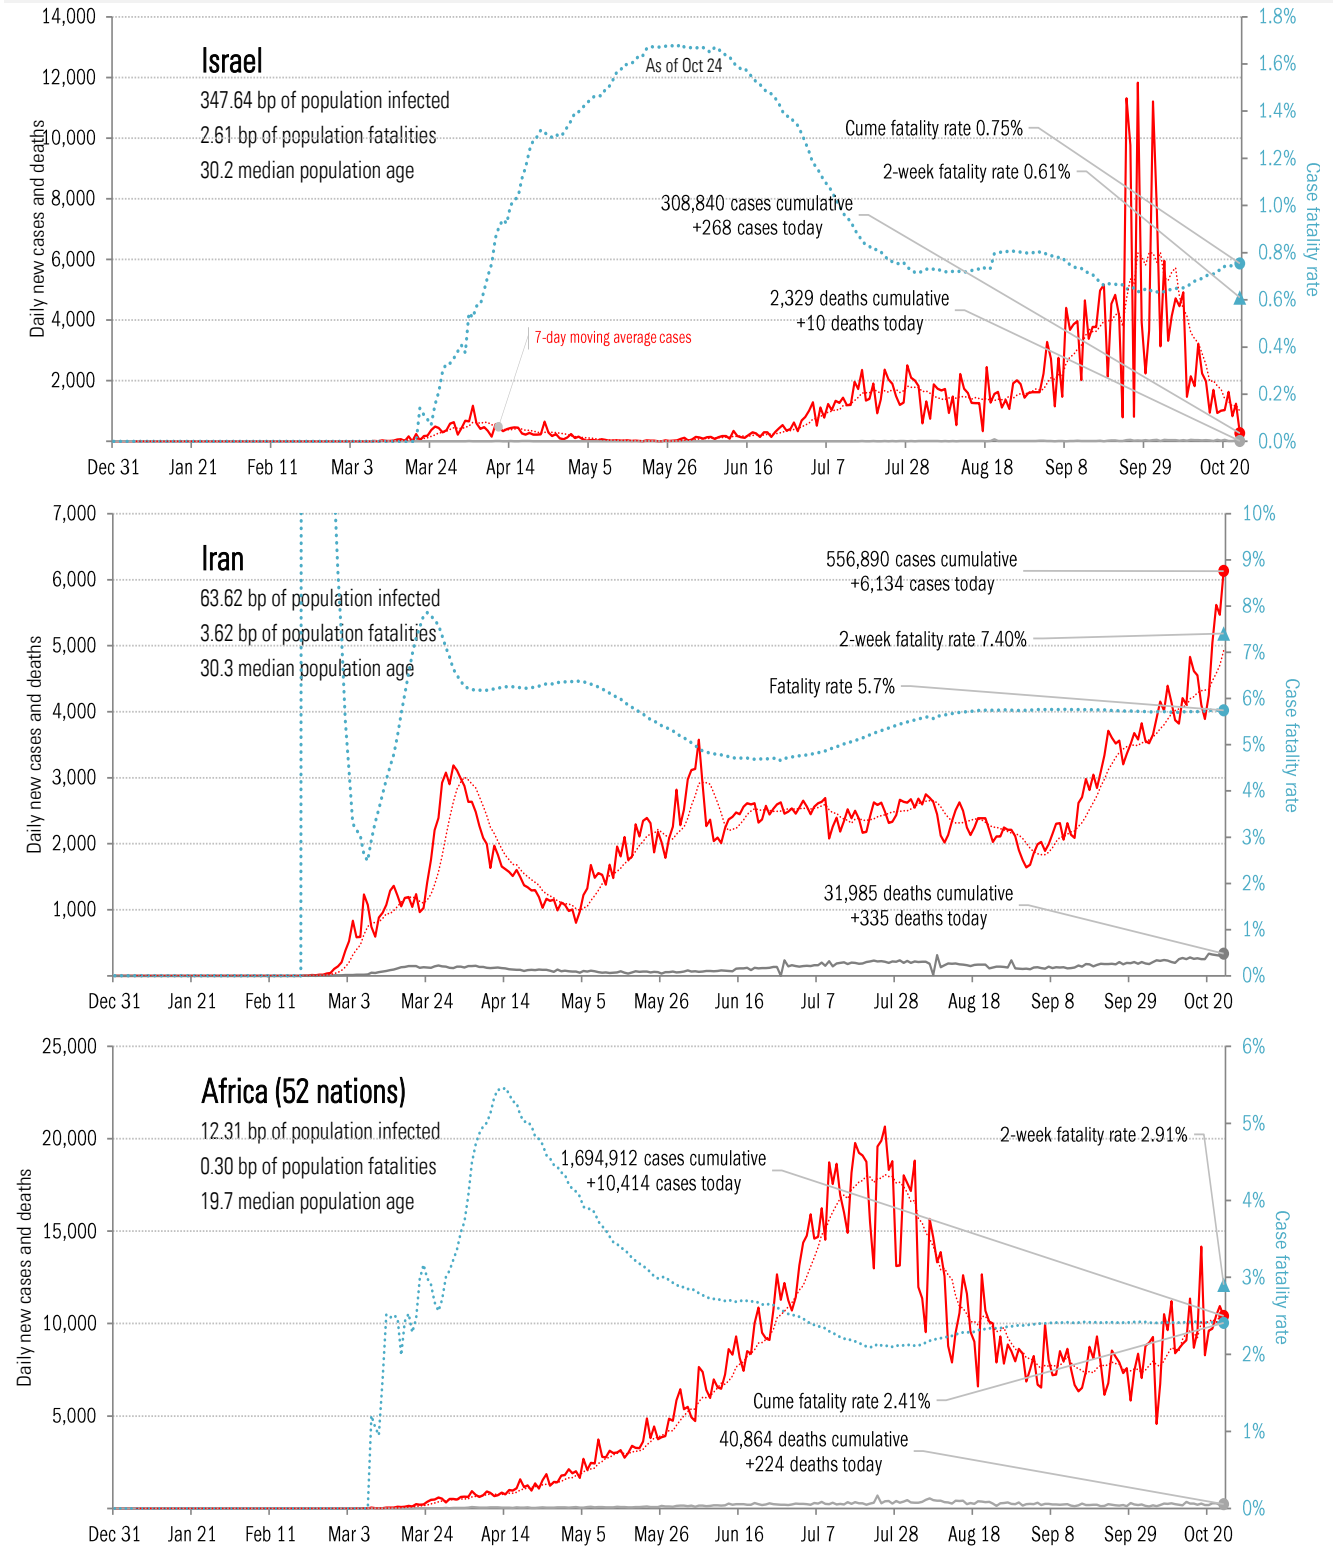 14,000
12,000
10,000
8,000
6,000
4,000
2,000
Daily new cases and deaths
Israel
347.64 bp of population infected
2.61 bp of population fatalities
30.2 median population age
As of Oct 24
Cume fatality rate 0.75%
2-week fatality rate 0.61%
308,840 cases cumulative
+268 cases today
2,329 deaths cumulative
+10 deaths today
7-day moving average cases
1.8%
1.6%
1.4%
1.2%
1.0%
0.8%
0.6%
0.4%
0.2%
0.0%
Case fatality rate
Dec 31 Jan 21 Feb 11 Mar 3 Mar 24 Apr 14 May 5 May 26 Jun 16 Jul 7 Jul 28 Aug 18 Sep 8 Sep 29 Oct 20
7,000
6,000
5,000
4,000
3,000
2,000
1,000
Daily new cases and deaths
Iran
63.62 bp of population infected
3.62 bp of population fatalities
30.3 median population age
556,890 cases cumulative
+6,134 cases today
2-week fatality rate 7.40%
Fatality rate 5.7%
31,985 deaths cumulative
+335 deaths today
10%
9%
8%
7%
6%
5%
4%
3%
2%
1%
0%
Case fatality rate
Dec 31 Jan 21 Feb 11 Mar 3 Mar 24 Apr 14 May 5 May 26 Jun 16 Jul 7 Jul 28 Aug 18 Sep 8 Sep 29 Oct 20
25,000
20,000
15,000
10,000
5,000
Daily new cases and deaths
Africa (52 nations)
12.31 bp of population infected
0.30 bp of population fatalities
19.7 median population age
2-week fatality rate 2.91%
1,694,912 cases cumulative
+10,414 cases today
Cume fatality rate 2.41%
40,864 deaths cumulative
+224 deaths today
6%
5%
4%
3%
2%
1%
0%
Case fatality rate
Dec 31 Jan 21 Feb 11 Mar 3 Mar 24 Apr 14 May 5 May 26 Jun 16 Jul 7 Jul 28 Aug 18 Sep 8 Sep 29 Oct 20